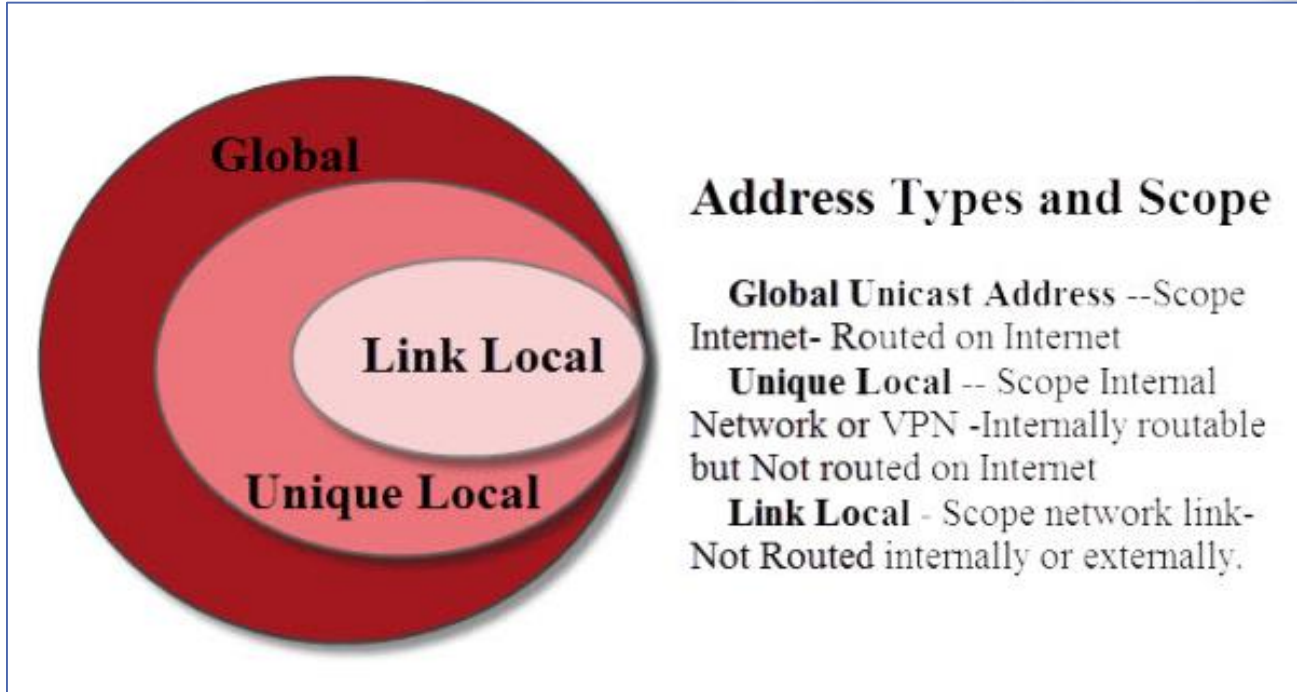 Global
Link Local
Unique Local
Address Types and Scope
Global Unicast Address --Scope
Internet- Routed on Internet
Unique Local -- Scope Internal
Network or VPN -Internally routable
but Not routed on Internet
Link Local - Scope network link-
Not Routed internally or externally.